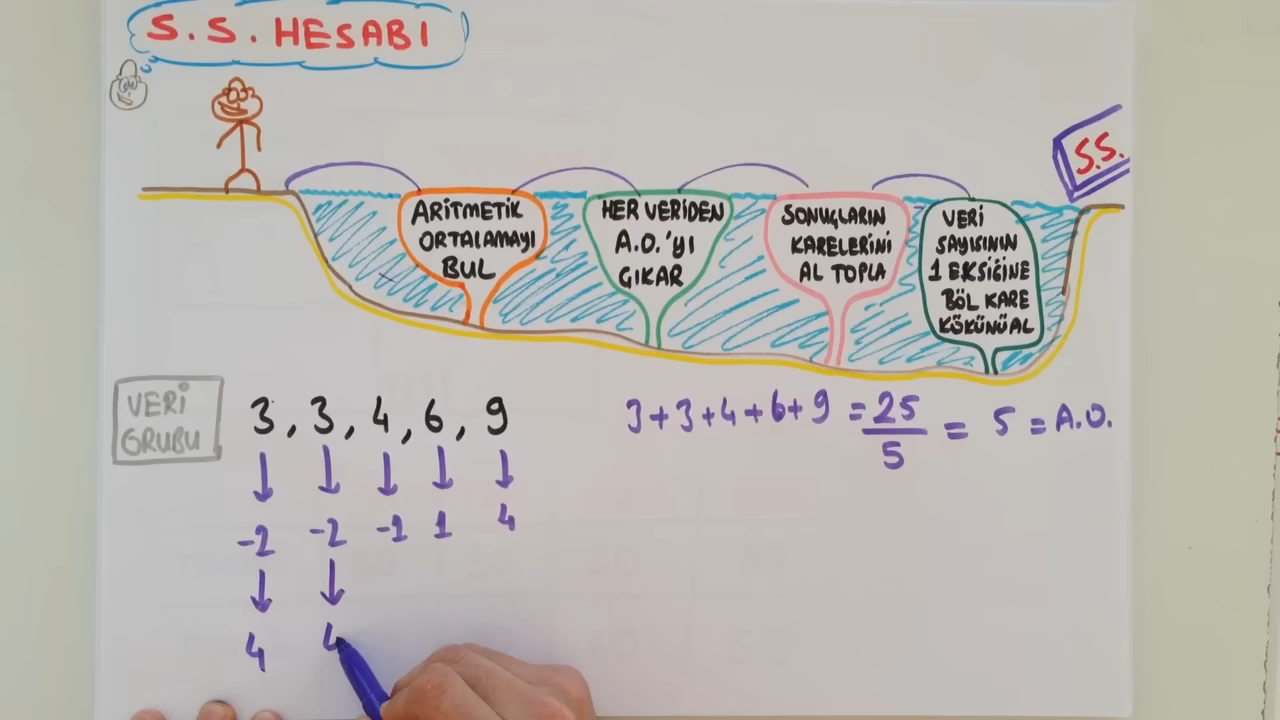 S.S. HESABI
S.S.
ARİTMETİK
ORTALAMAYI
BUL
HER VERİDEN
A.O.'YI
ÇIKAR
SONUÇLARIN
KARELERİNİ
AL TOPLA
VERİ
SAYISININ
1 EKSİĞİNE
BÖL KARE
KÖKÜNÜ AL
VERİ
GRUBU
3, 3, 4, 6, 9
3+3+4+6+9 = 25/5 = 5 = A.O.
-2 -2 -1 1 4
4 4